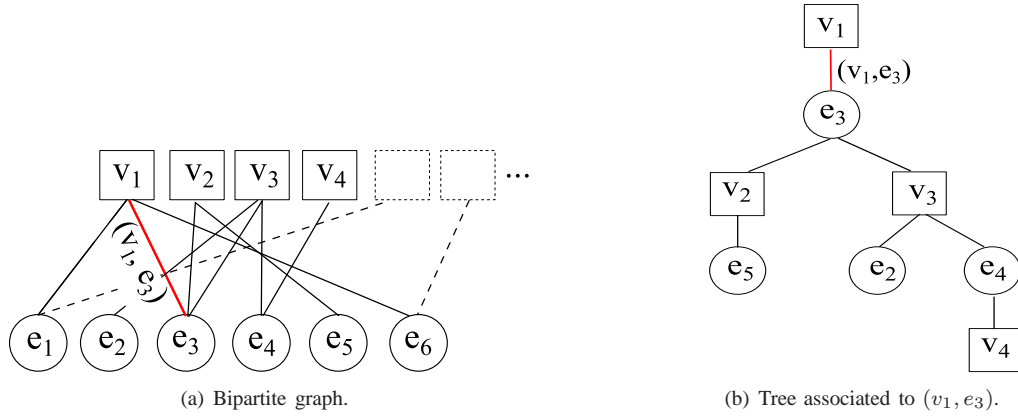 v₁ v₂ v₃ v₄ ...
(v₁, e₃)
e₁ e₂ e₃ e₄ e₅ e₆
(a) Bipartite graph.
v₁
(v₁,e₃)
e₃
v₂ v₃
e₅ e₂ e₄
v₄
(b) Tree associated to (v₁, e₃).